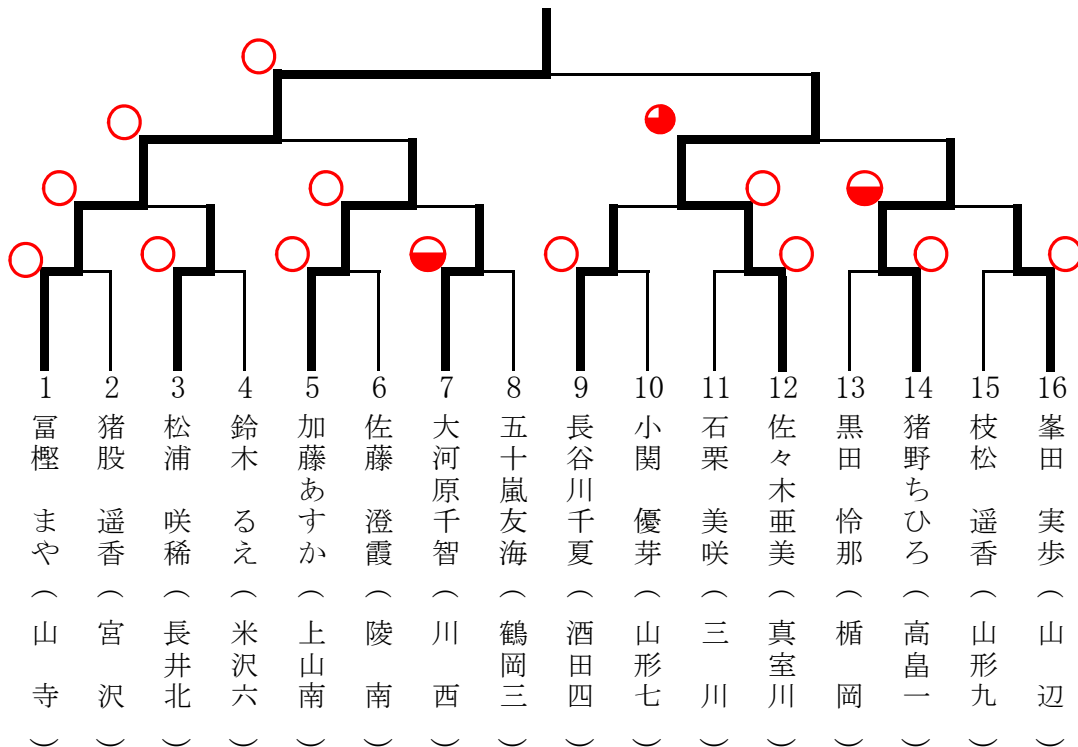 1 冨樫 まや（山 寺）
2 猪股 遥香（宮 沢）
3 松浦 咲稀（長井北）
4 鈴木 るえ（米沢六）
5 加藤あすか（上山南）
6 佐藤 澄霞（陵 南）
7 大河原千智（川 西）
8 五十嵐友海（鶴岡三）
9 長谷川千夏（酒田四）
10 小関 優芽（山形七）
11 石栗 美咲（三 川）
12 佐々木亜美（真室川）
13 黒田 怜那（楯 岡）
14 猪野ちひろ（高畠一）
15 枝松 遥香（山形九）
16 峯田 実歩（山 辺）